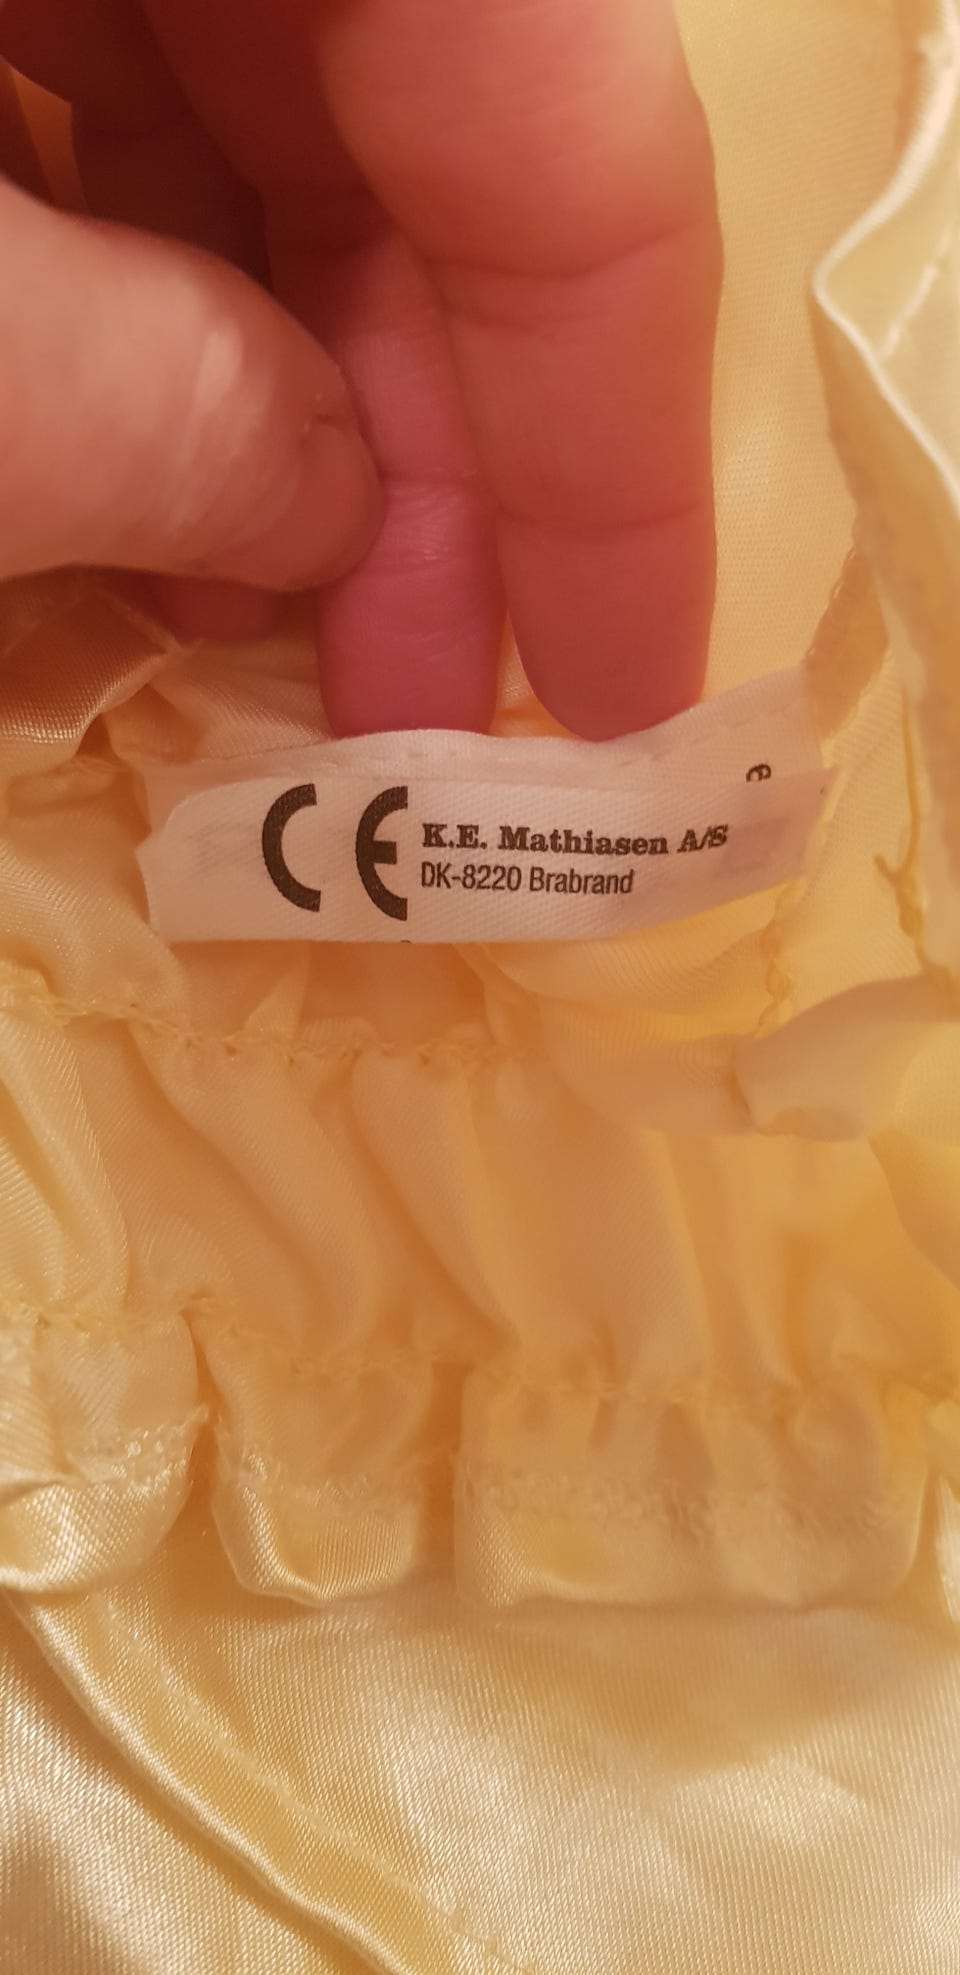 CE
K.E. Mathiasen A/S
DK-8220 Brabrand
e